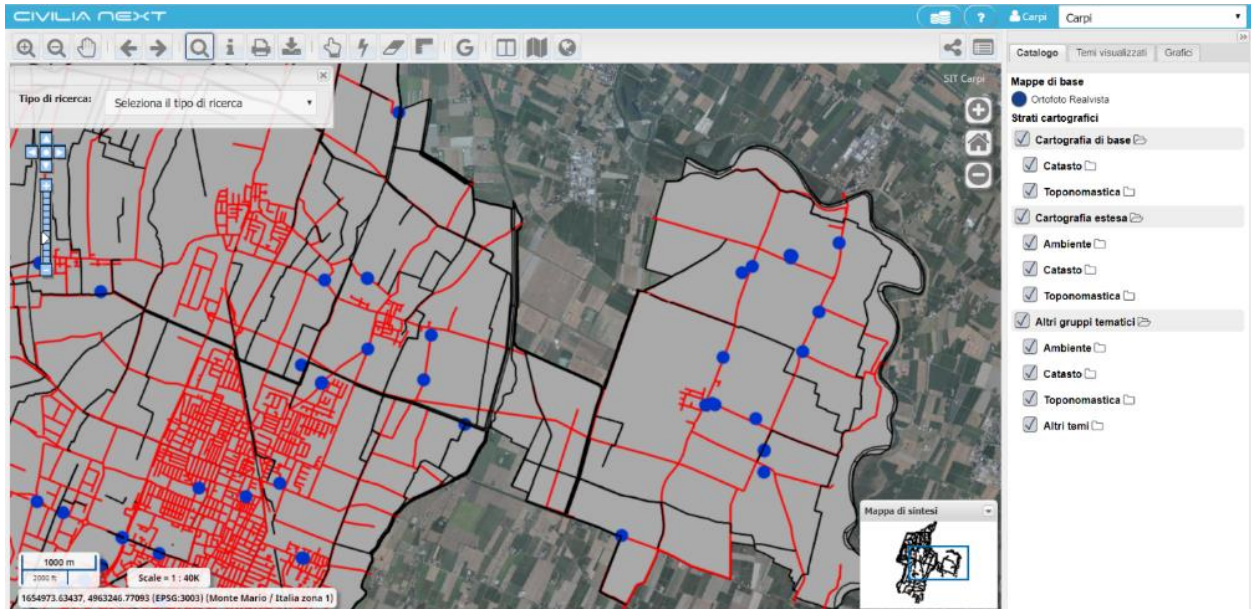 CIVILIA NEXT
?
Carpi
Carpi
i
G
Catalogo
Temi visualizzati
Grafici
Tipo di ricerca:
Seleziona il tipo di ricerca
SIT Carpi
Mappe di base
Ortofoto Realvista
Strati cartografici
Cartografia di base
Catasto
Toponomastica
Cartografia estesa
Ambiente
Catasto
Toponomastica
Altri gruppi tematici
Ambiente
Catasto
Toponomastica
Altri temi
Mappa di sintesi
1000 m
2000 ft
Scale = 1 : 40K
1654973.63437, 4963246.77093 (EPSG:3003) (Monte Mario / Italia zona 1)